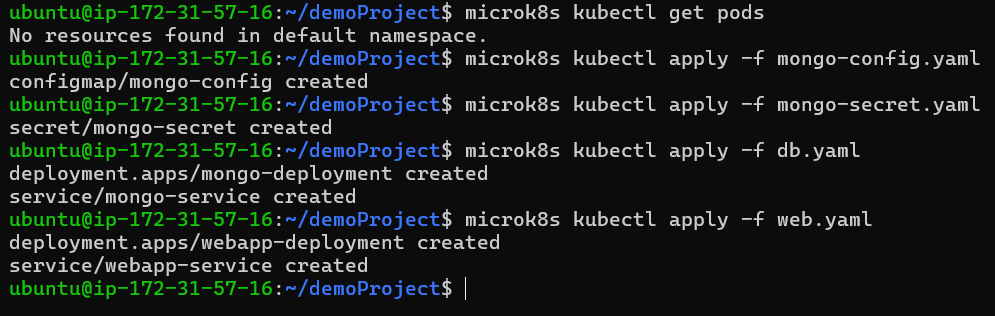 ubuntu@ip-172-31-57-16:~/demoProject$ microk8s kubectl get pods
No resources found in default namespace.
ubuntu@ip-172-31-57-16:~/demoProject$ microk8s kubectl apply -f mongo-config.yaml
configmap/mongo-config created
ubuntu@ip-172-31-57-16:~/demoProject$ microk8s kubectl apply -f mongo-secret.yaml
secret/mongo-secret created
ubuntu@ip-172-31-57-16:~/demoProject$ microk8s kubectl apply -f db.yaml
deployment.apps/mongo-deployment created
service/mongo-service created
ubuntu@ip-172-31-57-16:~/demoProject$ microk8s kubectl apply -f web.yaml
deployment.apps/webapp-deployment created
service/webapp-service created
ubuntu@ip-172-31-57-16:~/demoProject$